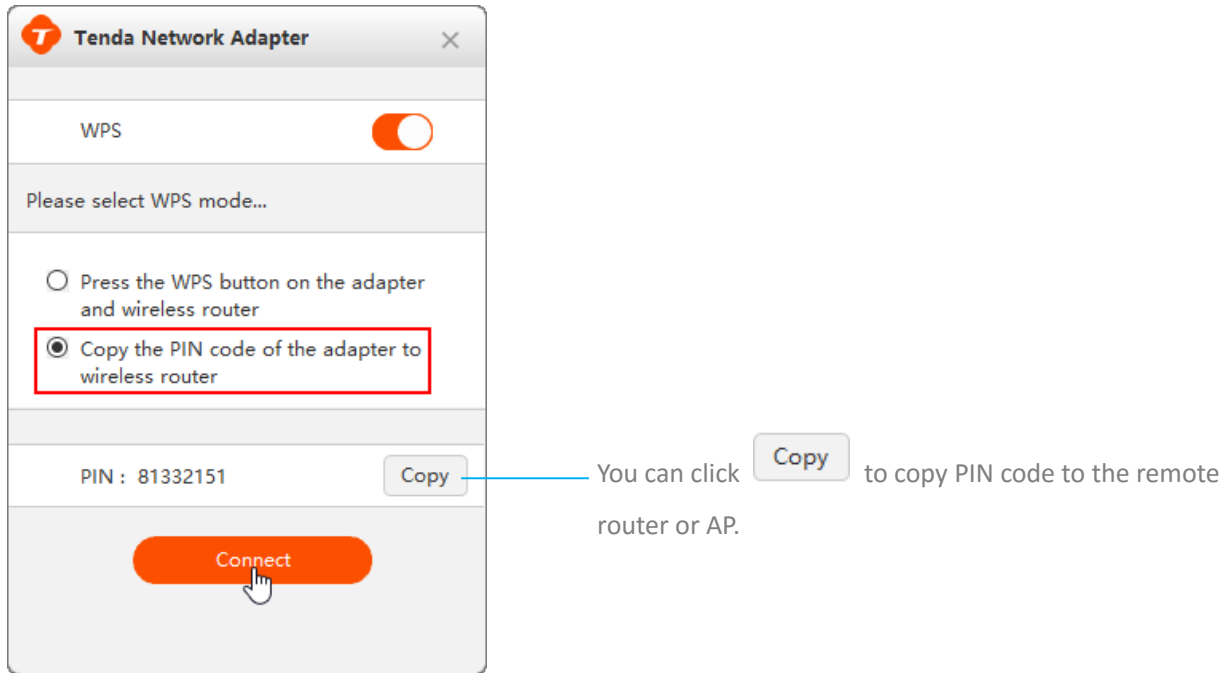 Tenda Network Adapter
WPS
Please select WPS mode...
Press the WPS button on the adapter
and wireless router
Copy the PIN code of the adapter to
wireless router
PIN : 81332151
Copy
You can click Copy to copy PIN code to the remote
router or AP.
Connect